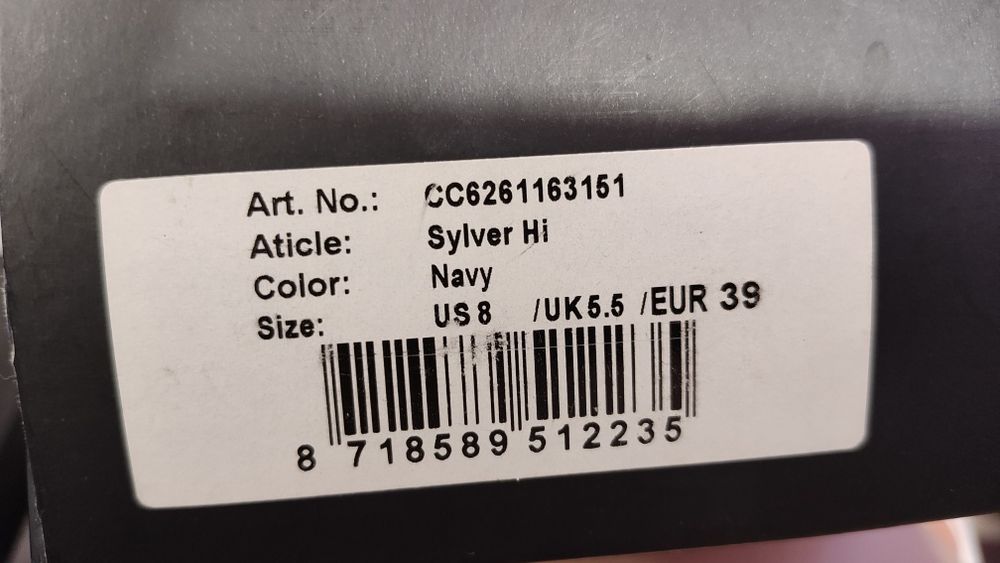 Art. No.: CC6261163151
Aticle: Sylver Hi
Color: Navy
Size: US 8 /UK 5.5 /EUR 39
8 718589 512235